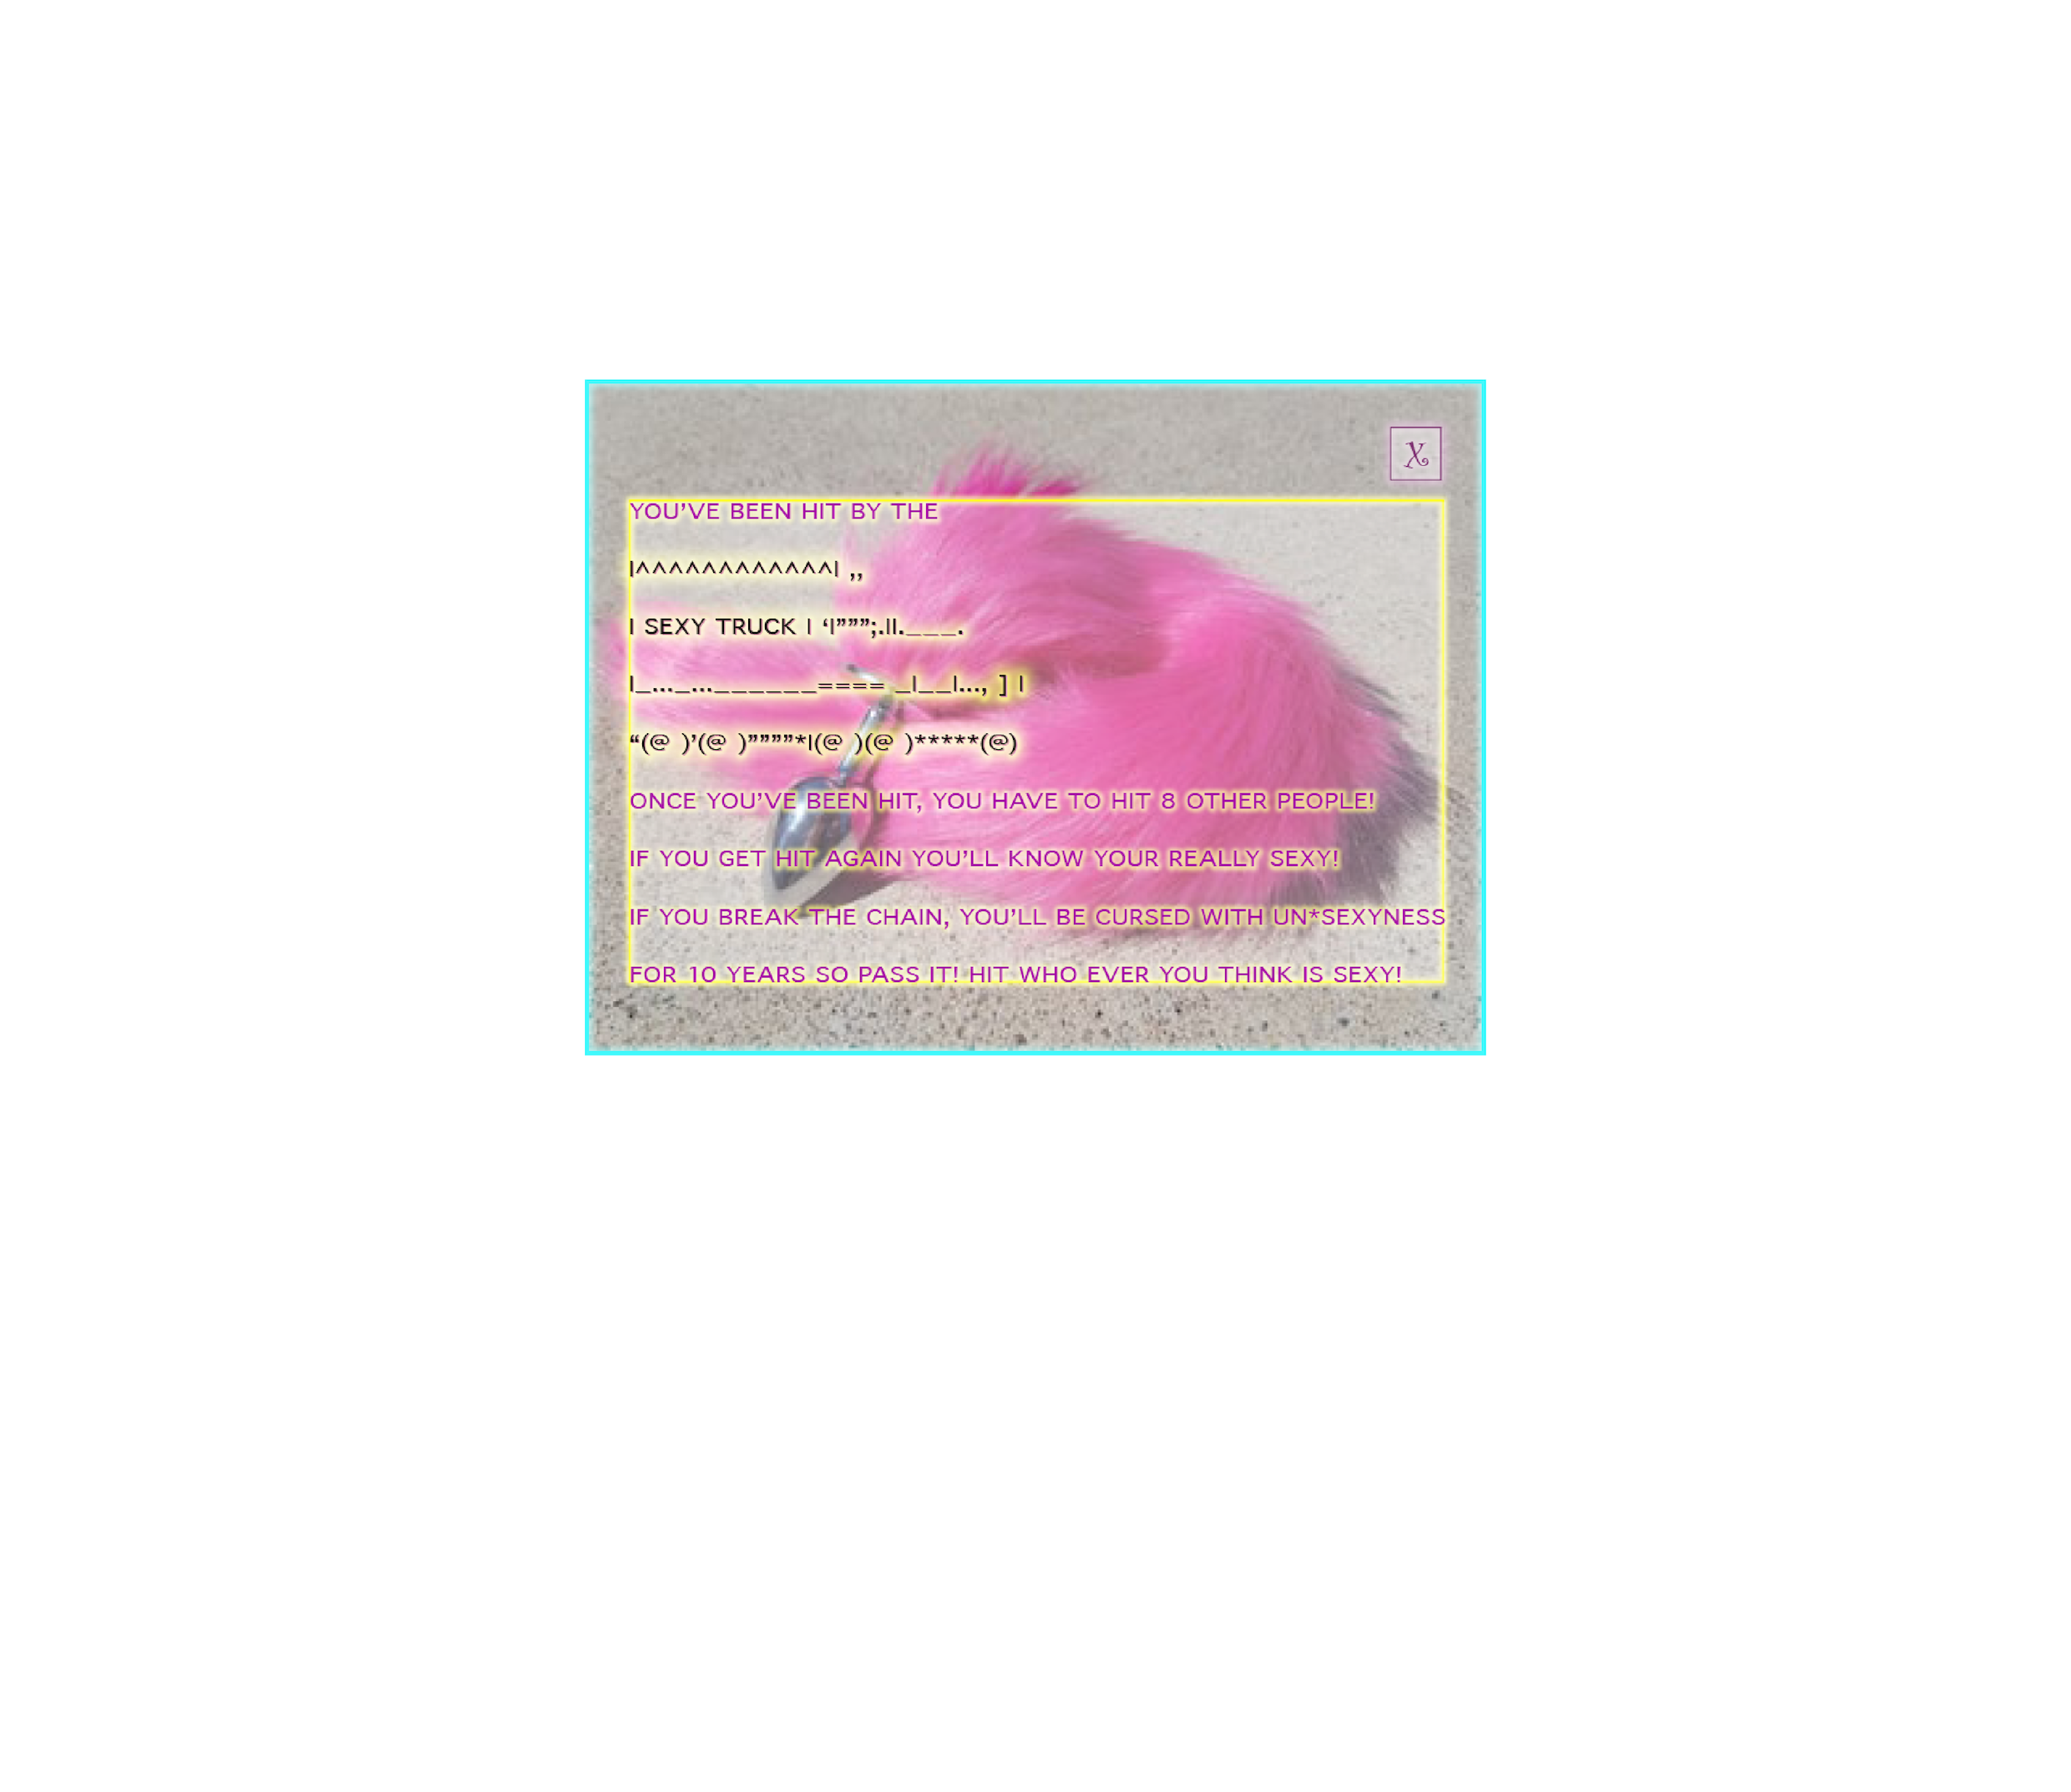 X
YOU’VE BEEN HIT BY THE
|^^^^^^^^^^^^| ,,
| SEXY TRUCK | ‘|”””;.||.___.
|_..._...______==== _|__|..., ] |
“(@ )’(@ )””””*|(@ )(@ )*****(@)
ONCE YOU’VE BEEN HIT, YOU HAVE TO HIT 8 OTHER PEOPLE!
IF YOU GET HIT AGAIN YOU’LL KNOW YOUR REALLY SEXY!
IF YOU BREAK THE CHAIN, YOU’LL BE CURSED WITH UN*SEXYNESS
FOR 10 YEARS SO PASS IT! HIT WHO EVER YOU THINK IS SEXY!